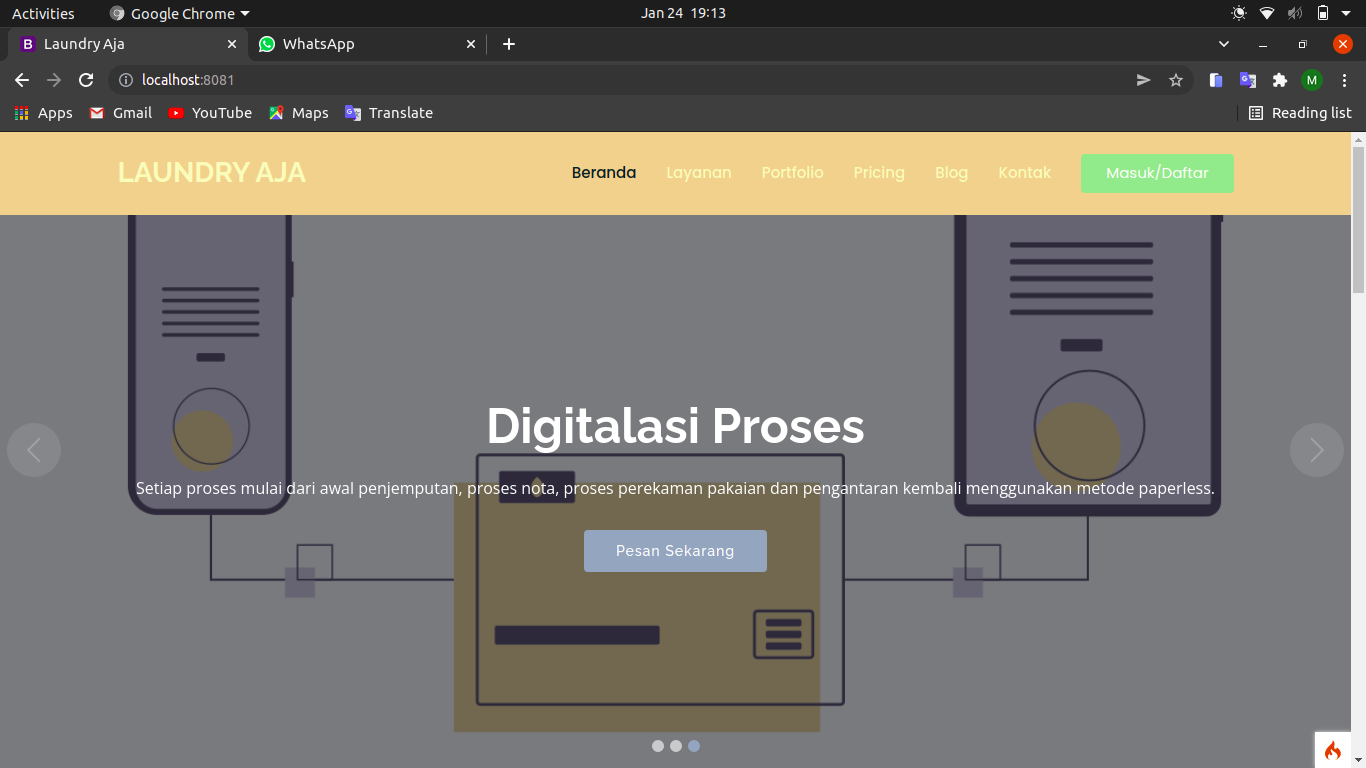 Activities Google Chrome Jan 24 19:13
Laundry Aja WhatsApp
localhost:8081 M
Apps Gmail YouTube Maps Translate Reading list
LAUNDRY AJA Beranda Layanan Portfolio Pricing Blog Kontak Masuk/Daftar
Digitalasi Proses
Setiap proses mulai dari awal penjemputan, proses nota, proses perekaman pakaian dan pengantaran kembali menggunakan metode paperless.
Pesan Sekarang